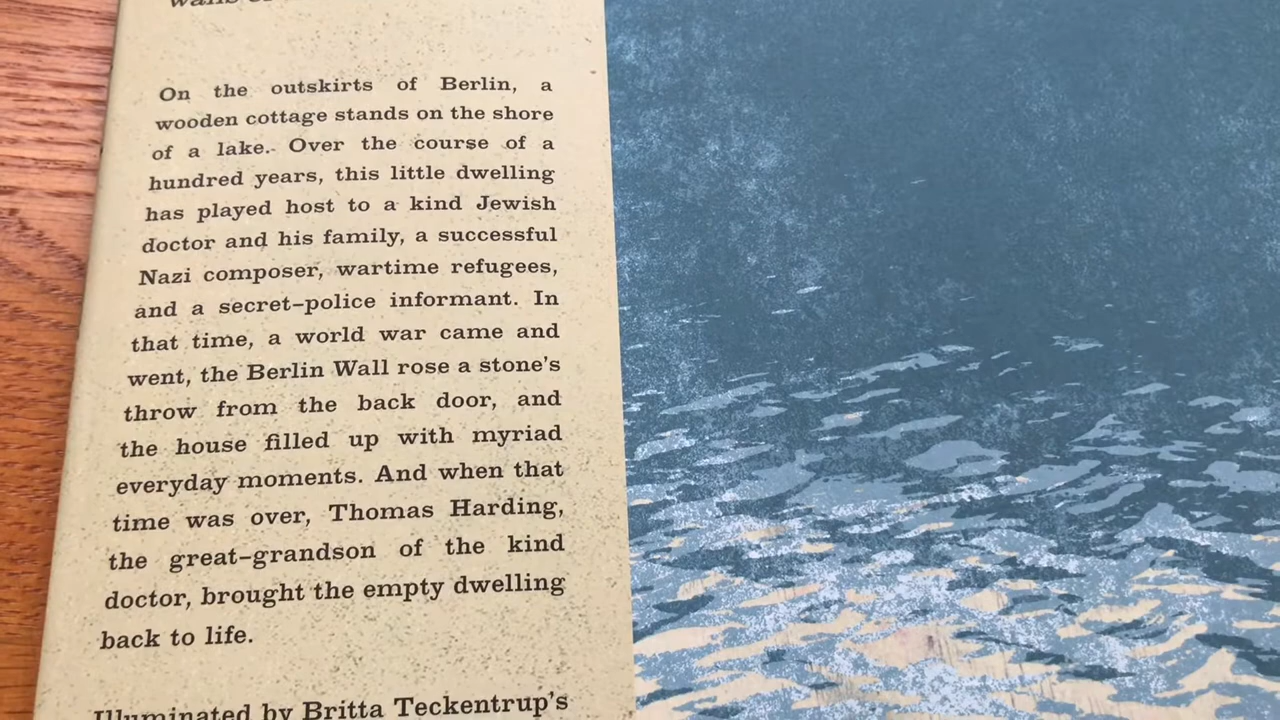 On the outskirts of Berlin, a
wooden cottage stands on the shore
of a lake. Over the course of a
hundred years, this little dwelling
has played host to a kind Jewish
doctor and his family, a successful
Nazi composer, wartime refugees,
and a secret-police informant. In
that time, a world war came and
went, the Berlin Wall rose a stone's
throw from the back door, and
the house filled up with myriad
everyday moments. And when that
time was over, Thomas Harding,
the great-grandson of the kind
doctor, brought the empty dwelling
back to life.
Illuminated by Britta Teckentrup's